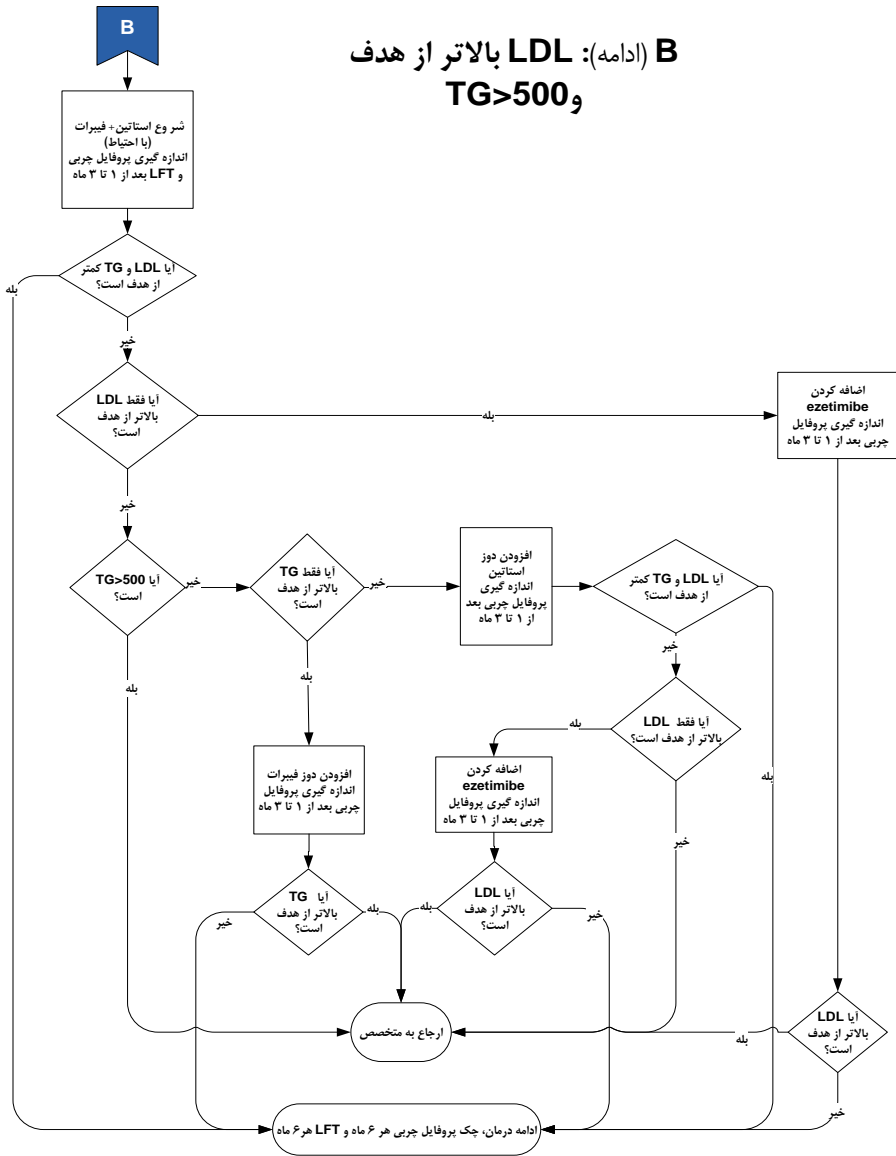 B
B (ادامه): LDL بالاتر از هدف
و TG>500
شروع استاتین+ فیبرات
(با احتیاط)
اندازه گیری پروفایل چربی
و LFT بعد از ۱ تا ۳ ماه
آیا LDL و TG کمتر
از هدف است؟
بله
خیر
آیا فقط LDL
بالاتر از هدف
است؟
بله
اضافه کردن
ezetimibe
اندازه گیری پروفایل
چربی بعد از ۱ تا ۳ ماه
خیر
آیا TG>500
است؟
خیر
آیا فقط TG
بالاتر از هدف
است؟
خیر
افزودن دوز
استاتین
اندازه گیری
پروفایل چربی بعد
از ۱ تا ۳ ماه
آیا LDL و TG کمتر
از هدف است؟
خیر
بله
بله
آیا فقط LDL
بالاتر از هدف است؟
بله
بله
افزودن دوز فیبرات
اندازه گیری پروفایل
چربی بعد از ۱ تا ۳ ماه
اضافه کردن
ezetimibe
اندازه گیری پروفایل
چربی بعد از ۱ تا ۳ ماه
خیر
آیا TG
بالاتر از هدف
است؟
بله
خیر
آیا LDL
بالاتر از هدف
است؟
بله
خیر
ارجاع به متخصص
آیا LDL
بالاتر از هدف
است؟
بله
خیر
ادامه درمان، چک پروفایل چربی هر ۶ ماه و LFT هر۶ ماه